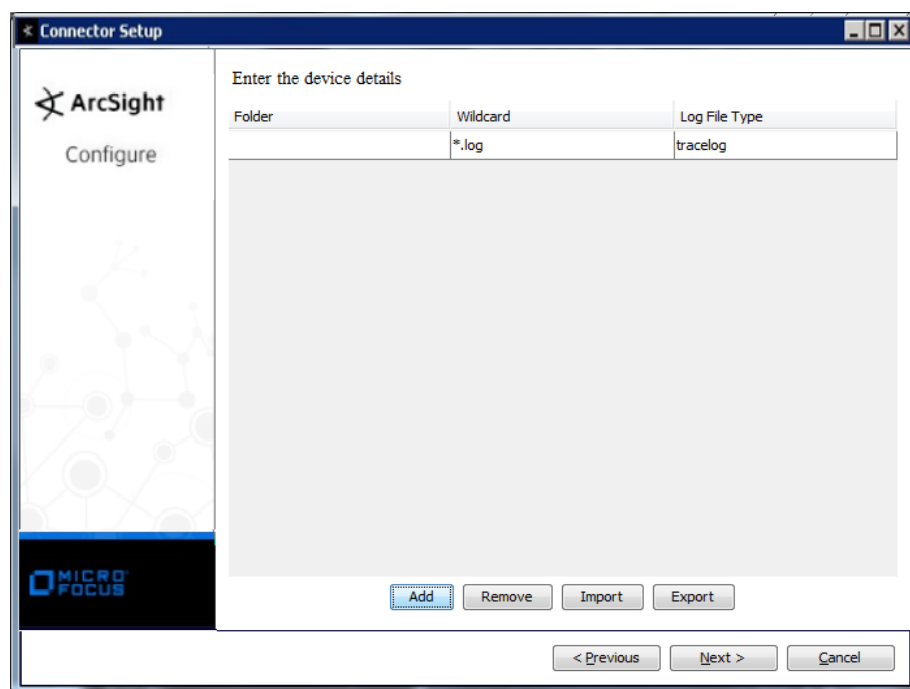 Connector Setup
ArcSight
Configure
Enter the device details
Folder Wildcard Log File Type
*.log tracelog
MICRO
FOCUS
Add Remove Import Export
< Previous Next > Cancel